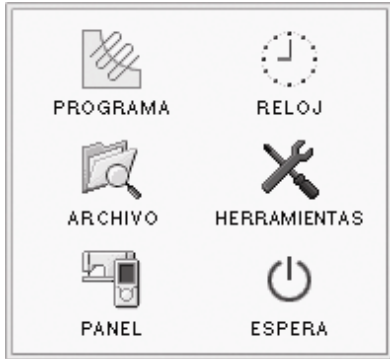 PROGRAMA
RELOJ
ARCHIVO
HERRAMIENTAS
PANEL
ESPERA